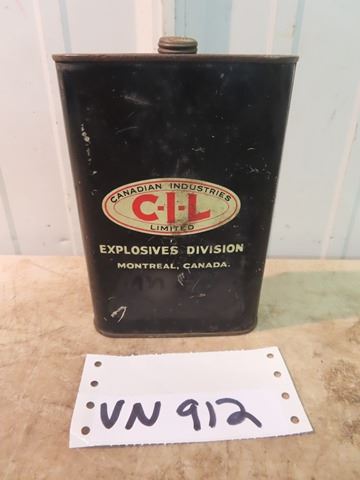 CANADIAN INDUSTRIES
C-I-L
LIMITED
EXPLOSIVES DIVISION
MONTREAL, CANADA.
VN 912